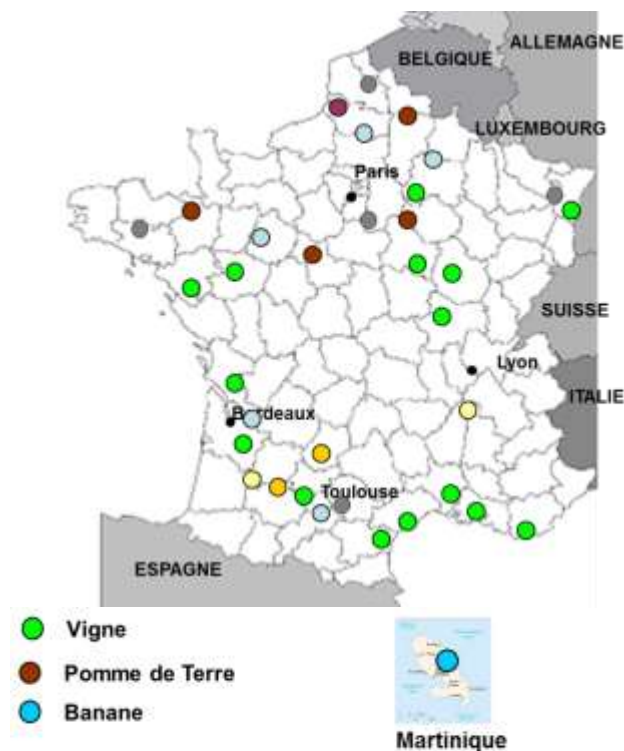 ALLEMAGNE
BELGIQUE
LUXEMBOURG
Paris
SUISSE
Lyon
ITALIE
Bordeaux
Toulouse
ESPAGNE
Vigne
Pomme de Terre
Banane
Martinique